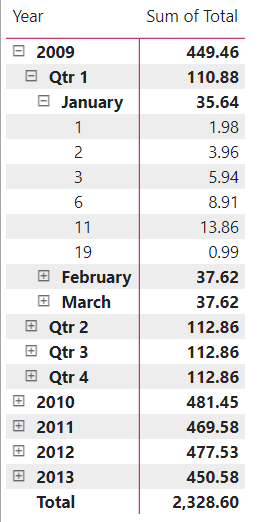 Year Sum of Total
2009 449.46
Qtr 1 110.88
January 35.64
1 1.98
2 3.96
3 5.94
6 8.91
11 13.86
19 0.99
February 37.62
March 37.62
Qtr 2 112.86
Qtr 3 112.86
Qtr 4 112.86
2010 481.45
2011 469.58
2012 477.53
2013 450.58
Total 2,328.60